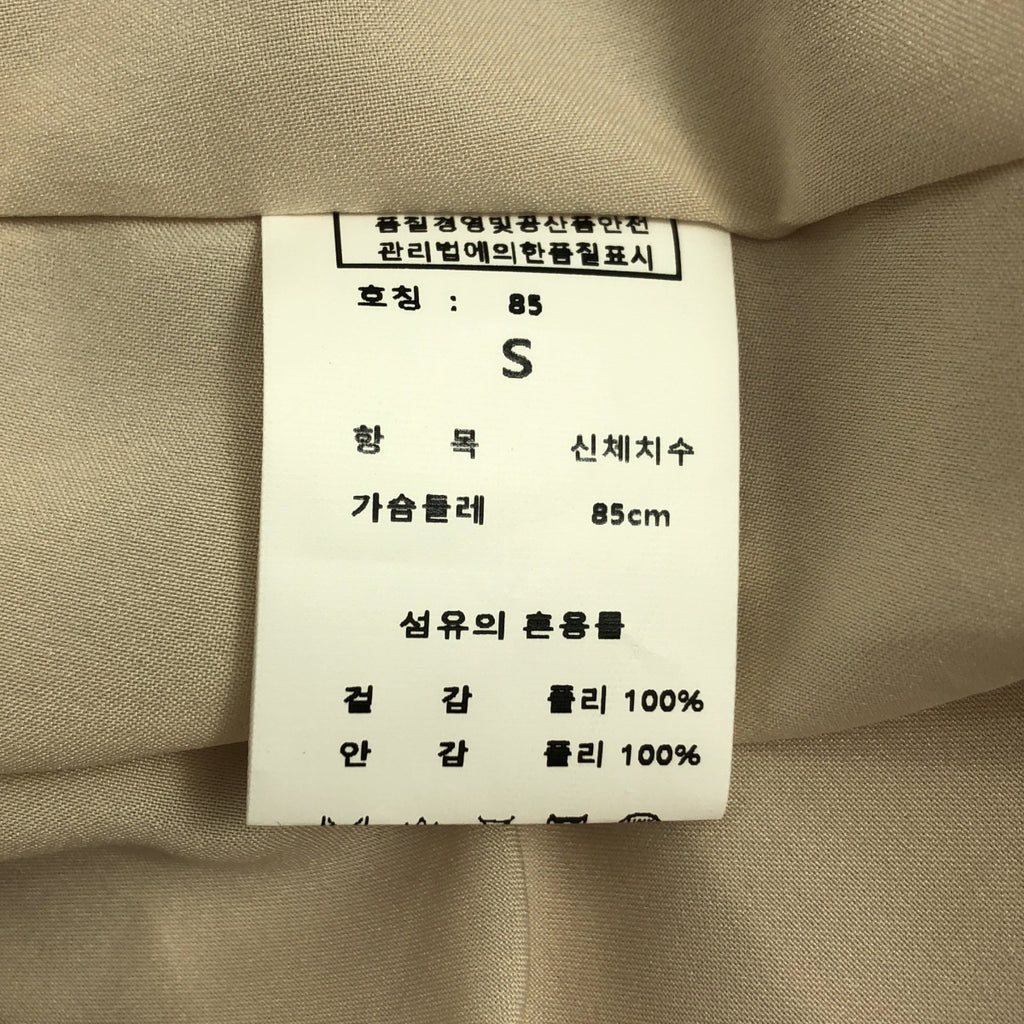 품질경영및공산품안전
관리법에의한품질표시
호칭 : 85
S
항 목 신체치수
가슴둘레 85cm
섬유의 혼용률
겉 감 폴리 100%
안 감 폴리 100%